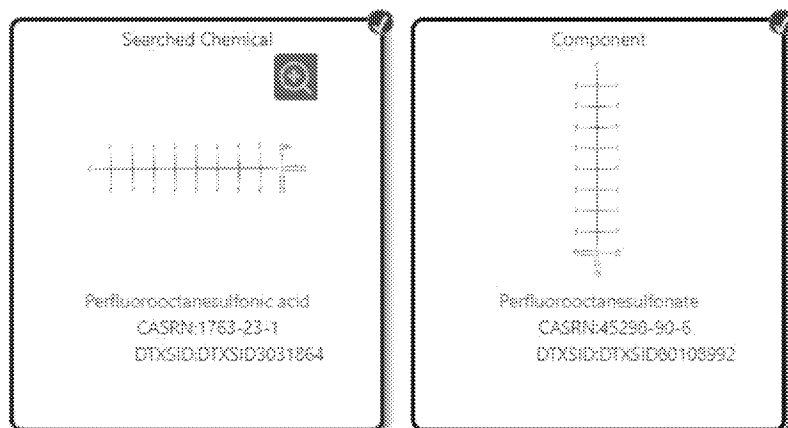 Searched Chemical
Perfluorooctanesulfonic acid
CASRN:1763-23-1
DTXSID:DTXSID3031864
Component
Perfluorooctanesulfonate
CASRN:45298-90-6
DTXSID:DTXSID80108992